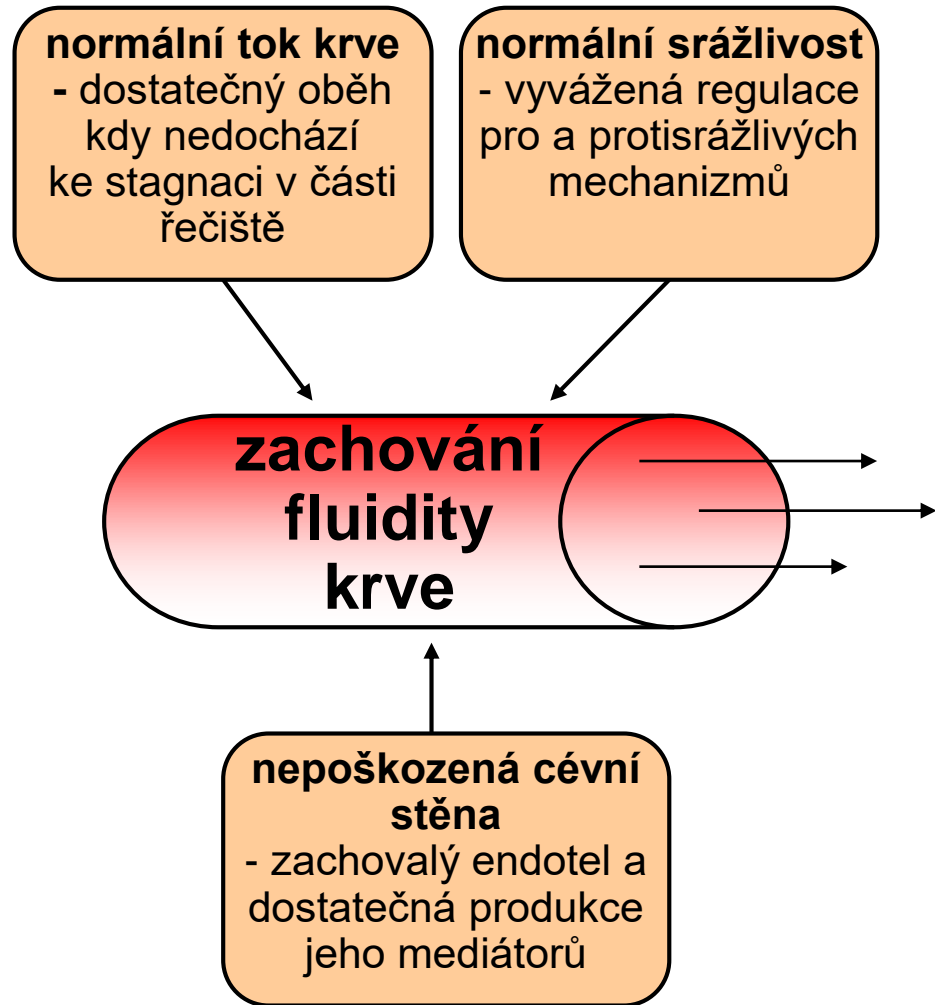 normální tok krve
- dostatečný oběh
kdy nedochází
ke stagnaci v části
řečiště
normální srážlivost
- vyvážená regulace
pro a protisrážlivých
mechanizmů
zachování
fluidity
krve
nepoškozená cévní
stěna
- zachovalý endotel a
dostatečná produkce
jeho mediátorů